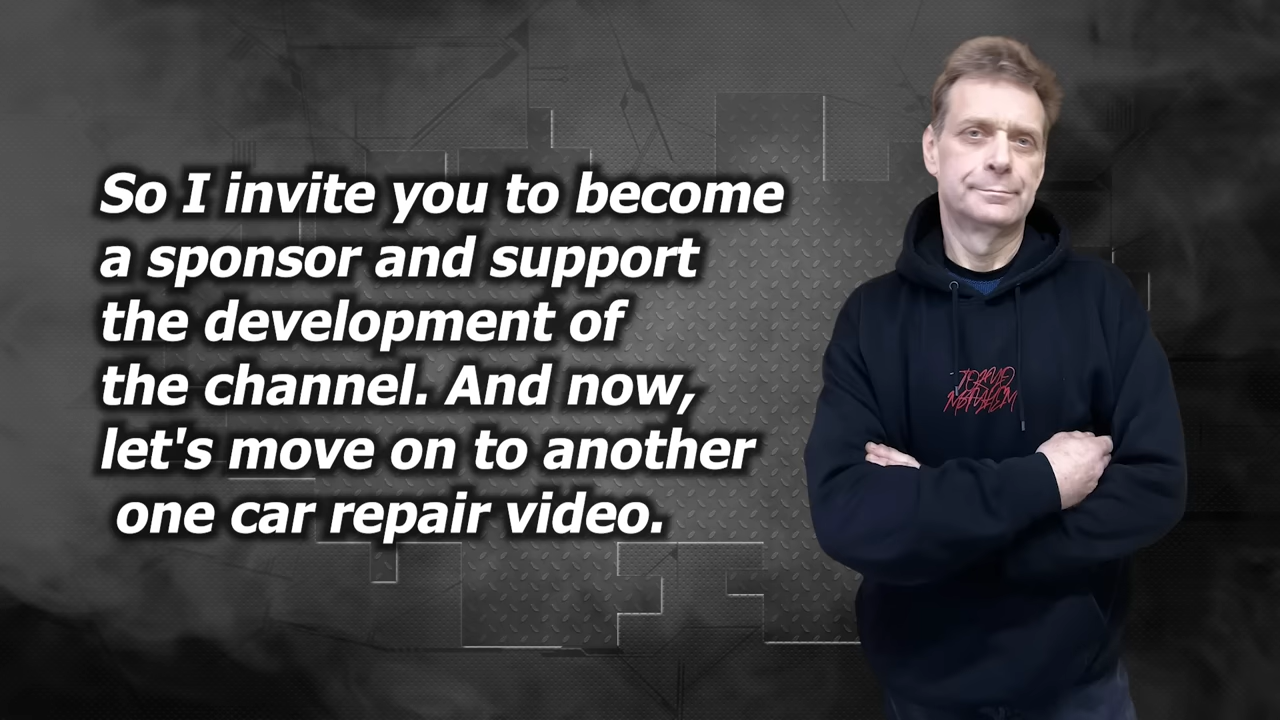 So I invite you to become
a sponsor and support
the development of
the channel. And now,
let's move on to another
one car repair video.